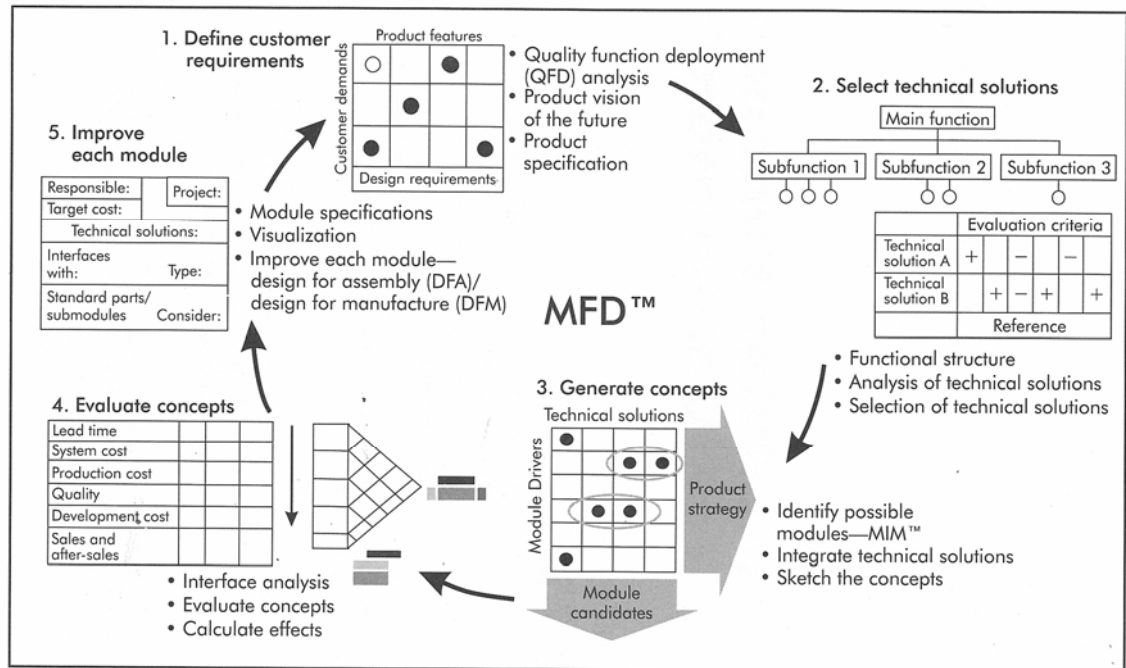 1. Define customer
requirements
Product features
Customer demands
Design requirements
• Quality function deployment
(QFD) analysis
• Product vision
of the future
• Product
specification
2. Select technical solutions
Main function
Subfunction 1
Subfunction 2
Subfunction 3
Evaluation criteria
Technical
solution A
+ − −
Technical
solution B
+ − + +
Reference
• Functional structure
• Analysis of technical solutions
• Selection of technical solutions
MFD™
3. Generate concepts
Technical solutions
Module Drivers
Product
strategy
Module
candidates
• Identify possible
modules—MIM™
• Integrate technical solutions
• Sketch the concepts
4. Evaluate concepts
Lead time
System cost
Production cost
Quality
Development cost
Sales and
after-sales
• Interface analysis
• Evaluate concepts
• Calculate effects
5. Improve
each module
Responsible:
Project:
Target cost:
Technical solutions:
Interfaces
with:
Type:
Standard parts/
submodules
Consider:
• Module specifications
• Visualization
• Improve each module—
design for assembly (DFA)/
design for manufacture (DFM)